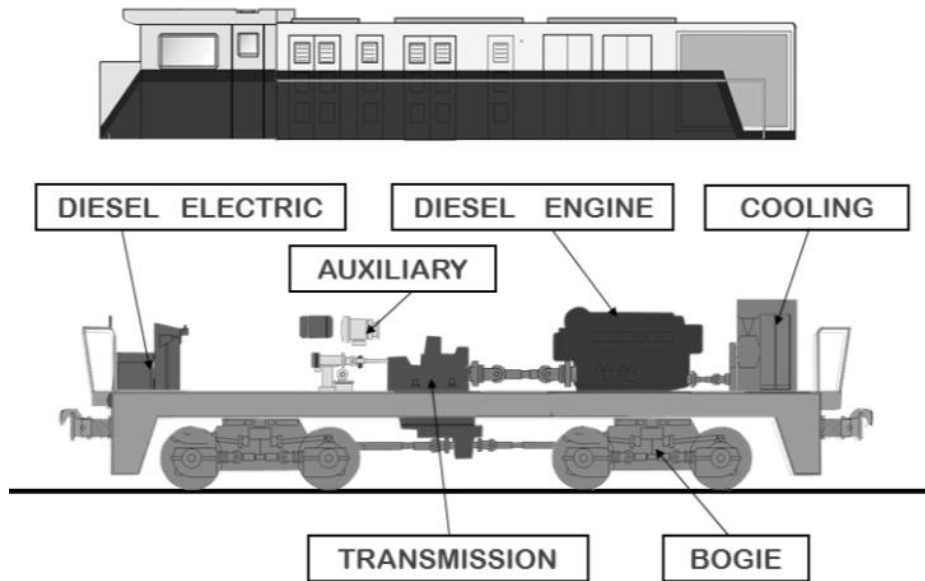 DIESEL ELECTRIC
DIESEL ENGINE
COOLING
AUXILIARY
TRANSMISSION
BOGIE